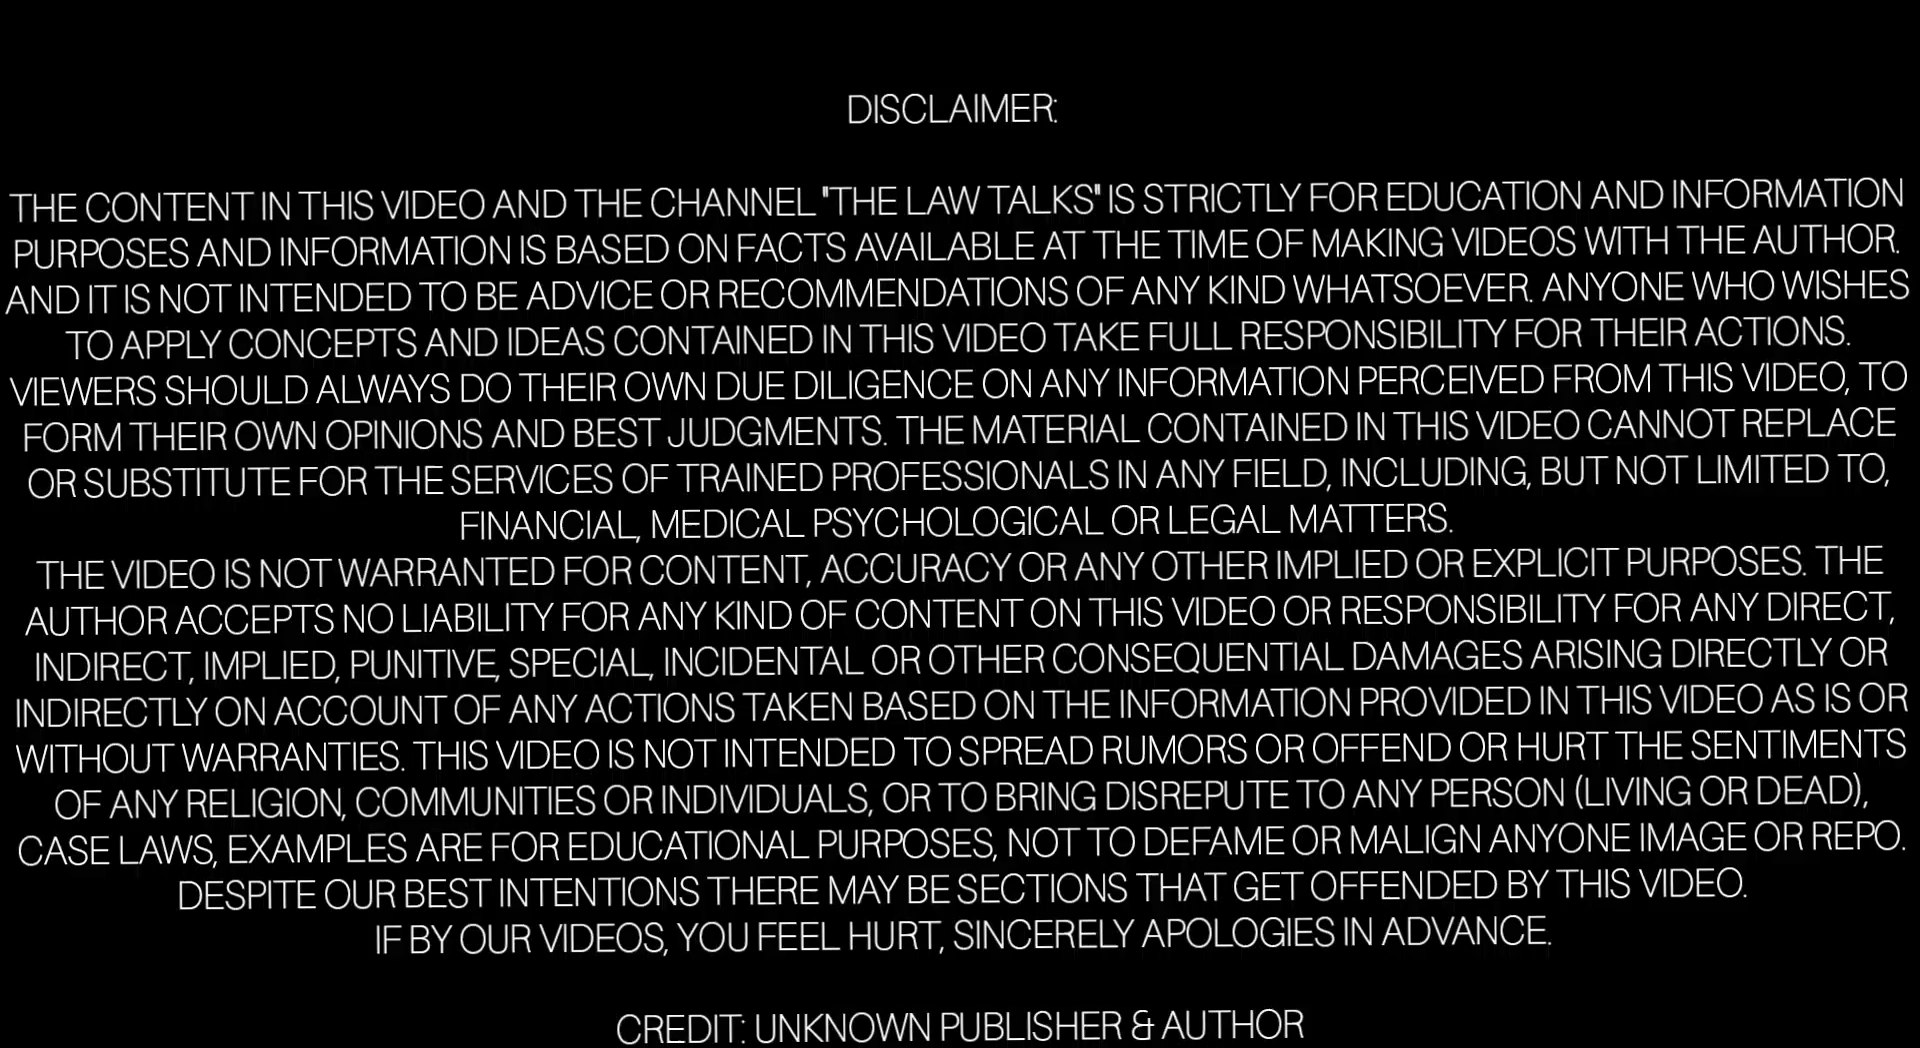 DISCLAIMER:
THE CONTENT IN THIS VIDEO AND THE CHANNEL "THE LAW TALKS" IS STRICTLY FOR EDUCATION AND INFORMATION
PURPOSES AND INFORMATION IS BASED ON FACTS AVAILABLE AT THE TIME OF MAKING VIDEOS WITH THE AUTHOR.
AND IT IS NOT INTENDED TO BE ADVICE OR RECOMMENDATIONS OF ANY KIND WHATSOEVER. ANYONE WHO WISHES
TO APPLY CONCEPTS AND IDEAS CONTAINED IN THIS VIDEO TAKE FULL RESPONSIBILITY FOR THEIR ACTIONS.
VIEWERS SHOULD ALWAYS DO THEIR OWN DUE DILIGENCE ON ANY INFORMATION PERCEIVED FROM THIS VIDEO, TO
FORM THEIR OWN OPINIONS AND BEST JUDGMENTS. THE MATERIAL CONTAINED IN THIS VIDEO CANNOT REPLACE
OR SUBSTITUTE FOR THE SERVICES OF TRAINED PROFESSIONALS IN ANY FIELD, INCLUDING, BUT NOT LIMITED TO,
FINANCIAL, MEDICAL PSYCHOLOGICAL OR LEGAL MATTERS.
THE VIDEO IS NOT WARRANTED FOR CONTENT, ACCURACY OR ANY OTHER IMPLIED OR EXPLICIT PURPOSES. THE
AUTHOR ACCEPTS NO LIABILITY FOR ANY KIND OF CONTENT ON THIS VIDEO OR RESPONSIBILITY FOR ANY DIRECT,
INDIRECT, IMPLIED, PUNITIVE, SPECIAL, INCIDENTAL OR OTHER CONSEQUENTIAL DAMAGES ARISING DIRECTLY OR
INDIRECTLY ON ACCOUNT OF ANY ACTIONS TAKEN BASED ON THE INFORMATION PROVIDED IN THIS VIDEO AS IS OR
WITHOUT WARRANTIES. THIS VIDEO IS NOT INTENDED TO SPREAD RUMORS OR OFFEND OR HURT THE SENTIMENTS
OF ANY RELIGION, COMMUNITIES OR INDIVIDUALS, OR TO BRING DISREPUTE TO ANY PERSON (LIVING OR DEAD),
CASE LAWS, EXAMPLES ARE FOR EDUCATIONAL PURPOSES, NOT TO DEFAME OR MALIGN ANYONE IMAGE OR REPO.
DESPITE OUR BEST INTENTIONS THERE MAY BE SECTIONS THAT GET OFFENDED BY THIS VIDEO.
IF BY OUR VIDEOS, YOU FEEL HURT, SINCERELY APOLOGIES IN ADVANCE.
CREDIT: UNKNOWN PUBLISHER & AUTHOR